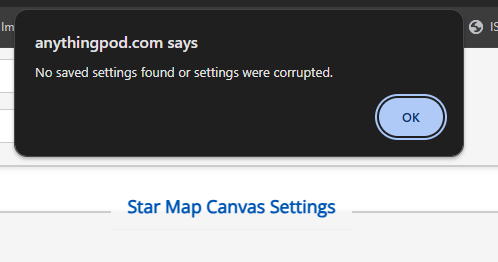 Im
anythingpod.com says
IS
No saved settings found or settings were corrupted.
OK
Star Map Canvas Settings